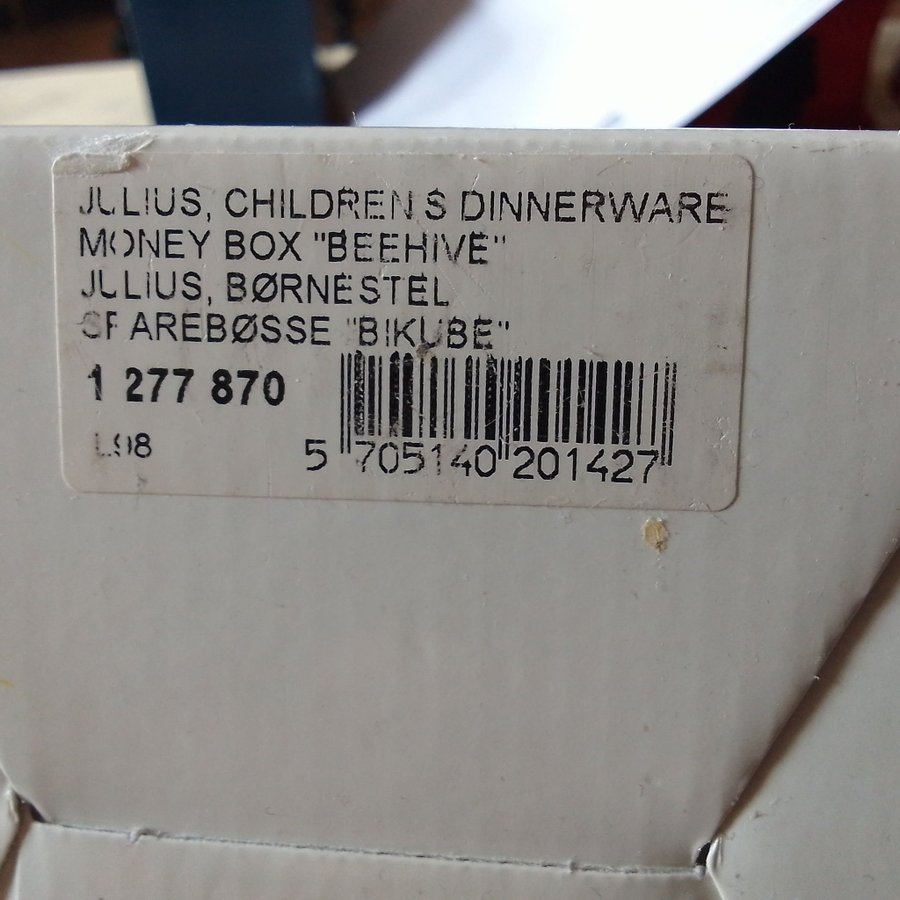 JULIUS, CHILDREN'S DINNERWARE
MONEY BOX "BEEHIVE"
JULIUS, BØRNESTEL
SPAREBØSSE "BIKUBE"
1 277 870
L98
5 705140 201427